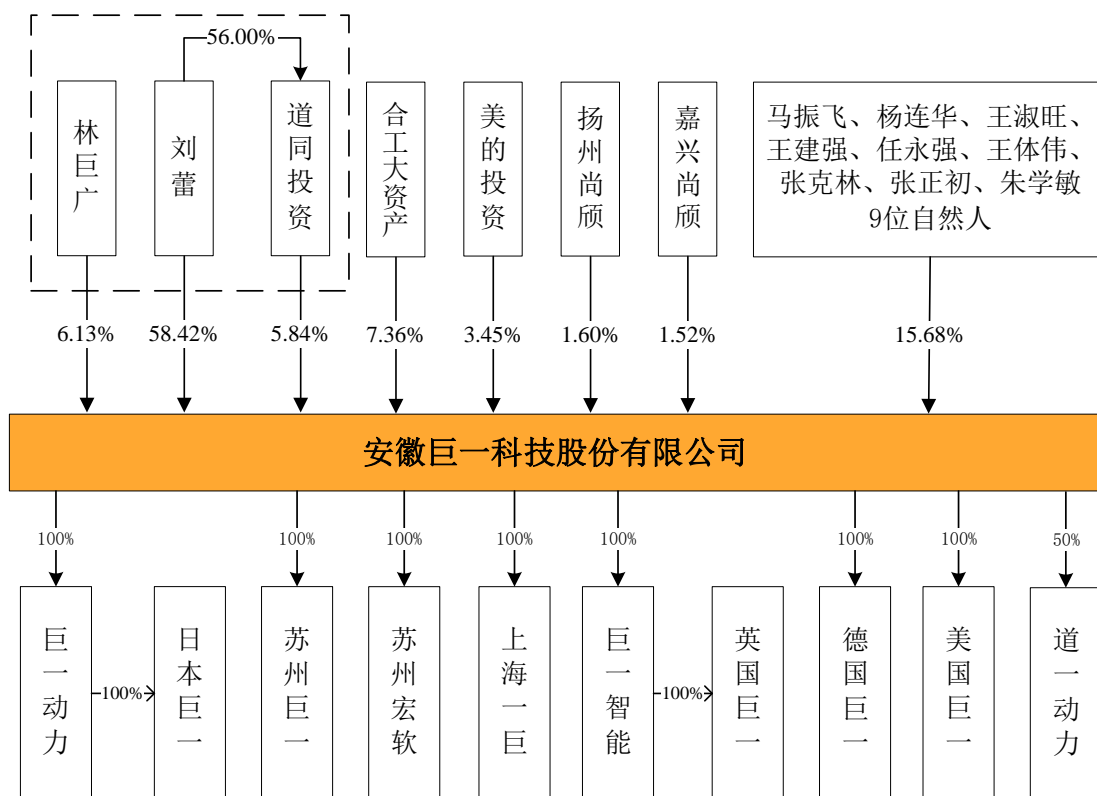 56.00%
林巨广
刘蕾
道同投资
合工大资产
美的投资
扬州尚颀
嘉兴尚颀
马振飞、杨连华、王淑旺、
王建强、任永强、王体伟、
张克林、张正初、朱学敏
9位自然人
6.13%
58.42%
5.84%
7.36%
3.45%
1.60%
1.52%
15.68%
安徽巨一科技股份有限公司
100%
100%
100%
100%
100%
100%
100%
50%
巨一动力
100%
日本巨一
苏州巨一
苏州宏软
上海一巨
巨一智能
100%
英国巨一
德国巨一
美国巨一
道一动力